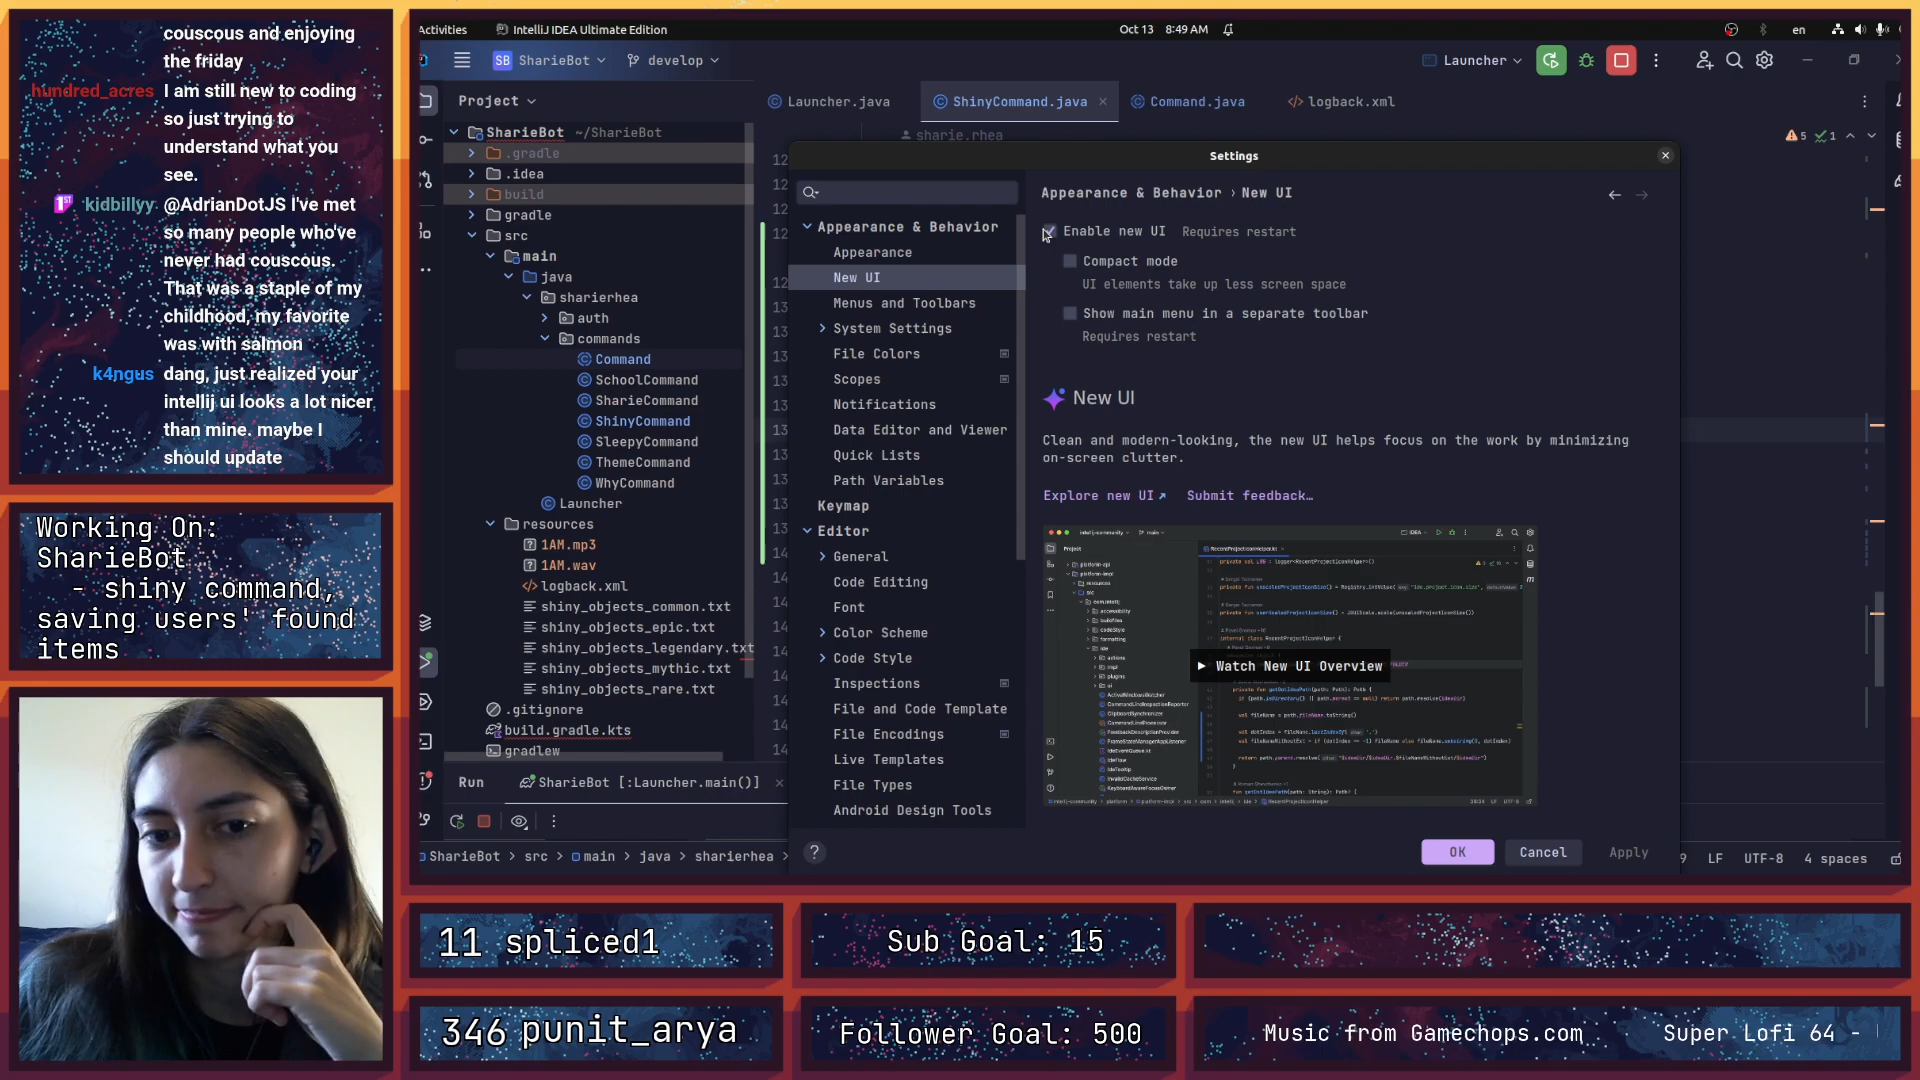 couscous and enjoying
the friday
hundred_acres I am still new to coding
so just trying to
understand what you
see.
kidbillyy @AdrianDotJS I've met
so many people who've
never had couscous.
That was a staple of my
childhood, my favorite
was with salmon
k4ngus dang, just realized your
intellij ui looks a lot nicer
than mine. maybe I
should update
Working On:
SharieBot
- shiny command,
saving users' found
items
Activities
IntelliJ IDEA Ultimate Edition
Oct 13 8:49 AM
en
SB SharieBot
develop
Launcher
Project
Launcher.java
ShinyCommand.java
Command.java
logback.xml
sharie.rhea
5 1
SharieBot ~/SharieBot
.gradle
.idea
build
gradle
src
main
java
sharierhea
auth
commands
Command
SchoolCommand
SharieCommand
ShinyCommand
SleepyCommand
ThemeCommand
WhyCommand
Launcher
resources
1AM.mp3
1AM.wav
logback.xml
shiny_objects_common.txt
shiny_objects_epic.txt
shiny_objects_legendary.txt
shiny_objects_mythic.txt
shiny_objects_rare.txt
.gitignore
build.gradle.kts
gradlew
Settings
Appearance & Behavior
Appearance
New UI
Menus and Toolbars
System Settings
File Colors
Scopes
Notifications
Data Editor and Viewer
Quick Lists
Path Variables
Keymap
Editor
General
Code Editing
Font
Color Scheme
Code Style
Inspections
File and Code Template
File Encodings
Live Templates
File Types
Android Design Tools
Appearance & Behavior › New UI
Enable new UI Requires restart
Compact mode
UI elements take up less screen space
Show main menu in a separate toolbar
Requires restart
New UI
Clean and modern-looking, the new UI helps focus on the work by minimizing
on-screen clutter.
Explore new UI Submit feedback…
Watch New UI Overview
? OK Cancel Apply
Run SharieBot [:Launcher.main()]
SharieBot › src › main › java › sharierhea
LF UTF-8 4 spaces
11 spliced1
Sub Goal: 15
346 punit_arya
Follower Goal: 500
Music from Gamechops.com Super Lofi 64 -